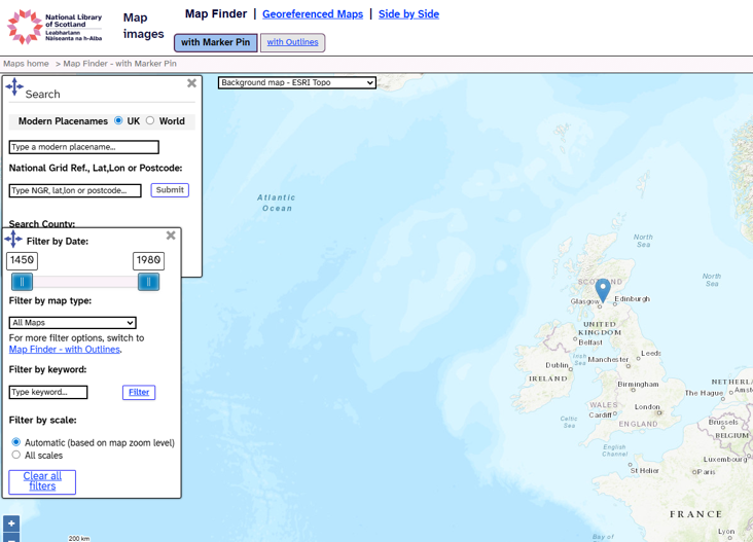 National Library
of Scotland
Leabharlann
Nàiseanta na h-Alba
Map
images
Map Finder | Georeferenced Maps | Side by Side
with Marker Pin
with Outlines
Maps home > Map Finder - with Marker Pin
Search
Modern Placenames UK World
Type a modern placename...
National Grid Ref., Lat,Lon or Postcode:
Type NGR, lat,lon or postcode...
Submit
Search County:
Filter by Date:
1450
1980
Filter by map type:
All Maps
For more filter options, switch to
Map Finder - with Outlines.
Filter by keyword:
Type keyword...
Filter
Filter by scale:
Automatic (based on map zoom level)
All scales
Clear all
filters
+
200 km
Background map - ESRI Topo
Atlantic
Ocean
North
Sea
North
Sea
SCOTLAND
Glasgow
Edinburgh
UNITED
KINGDOM
Belfast
Irish
Sea
Leeds
Dublin
Manchester
IRELAND
Birmingham
NETHERLA
The Hague
Amst
WALES
Cardiff
London
ENGLAND
Celtic
Sea
Brussels
BELGIUM
English
Channel
Luxembourg
St Helier
Paris
FRANCE
Lyon
Bay of